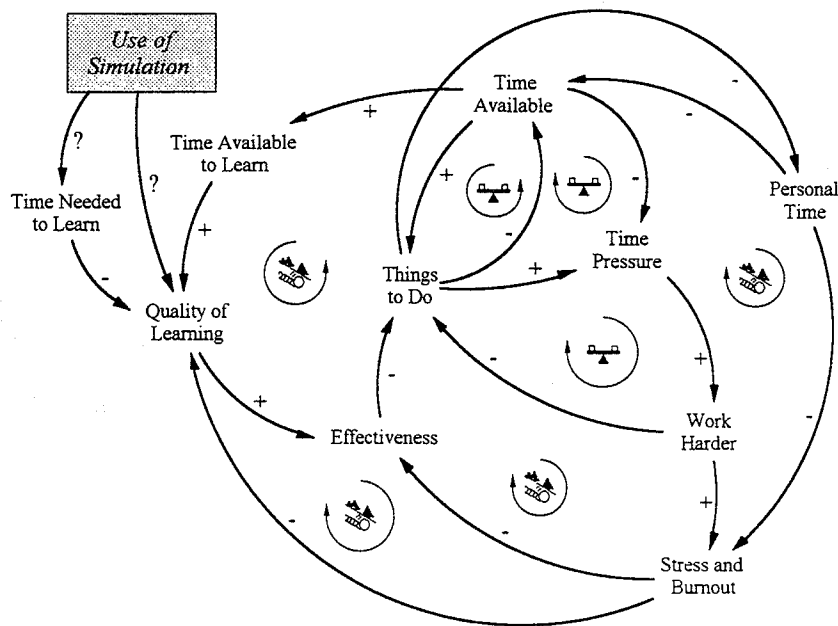 Use of
Simulation
Time
Available
-
-
+
?
Time Available
to Learn
?
+
-
Personal
Time
Time Needed
to Learn
+
-
Time
Pressure
-
Things
to Do
+
Quality of
Learning
-
+
-
+
-
Effectiveness
Work
Harder
-
+
-
-
Stress and
Burnout